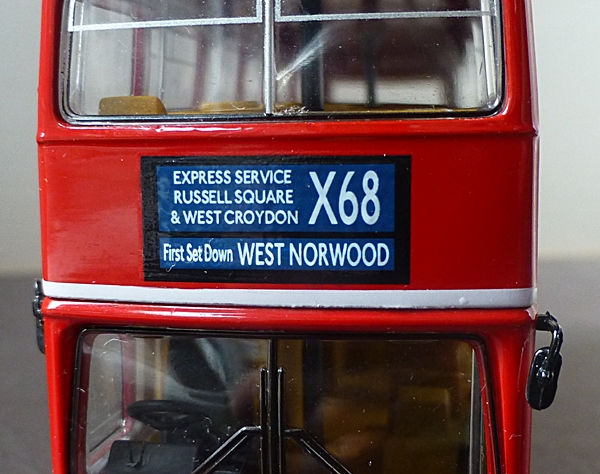 EXPRESS SERVICE
RUSSELL SQUARE
& WEST CROYDON
X68
First Set Down WEST NORWOOD